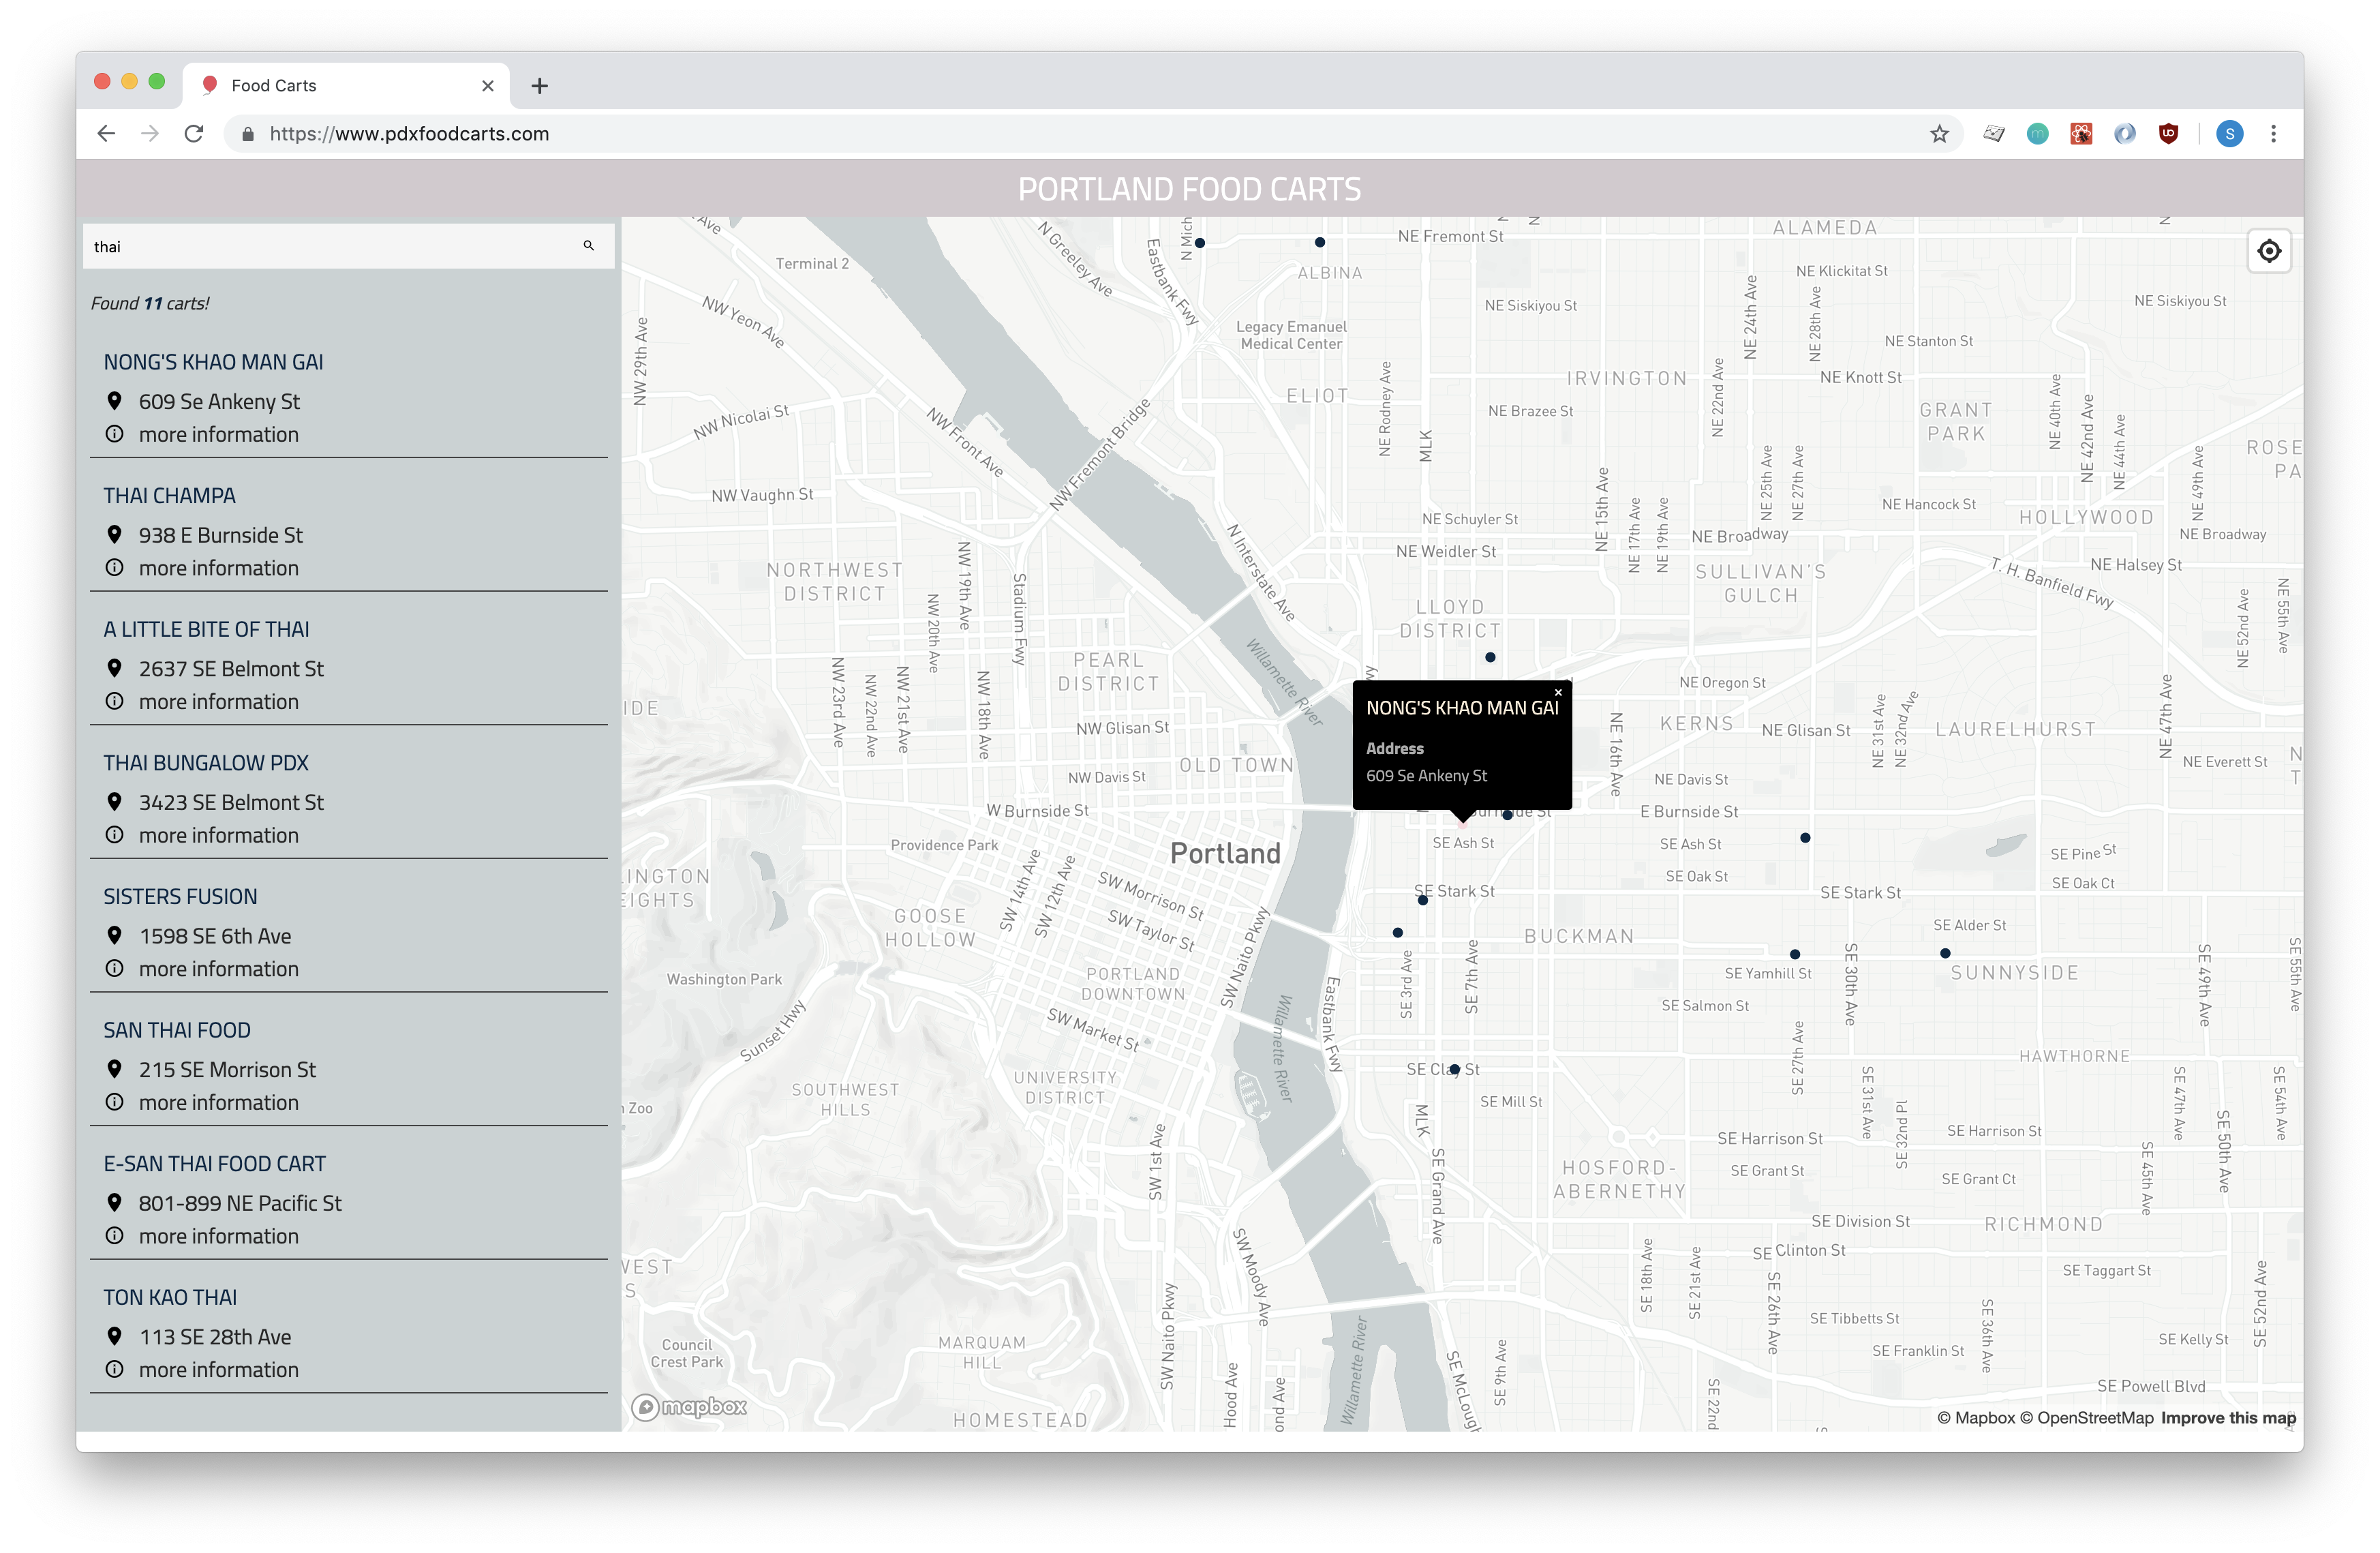 Food Carts
https://www.pdxfoodcarts.com
S
PORTLAND FOOD CARTS
thai
Found 11 carts!
NONG'S KHAO MAN GAI
609 Se Ankeny St
more information
THAI CHAMPA
938 E Burnside St
more information
A LITTLE BITE OF THAI
2637 SE Belmont St
more information
THAI BUNGALOW PDX
3423 SE Belmont St
more information
SISTERS FUSION
1598 SE 6th Ave
more information
SAN THAI FOOD
215 SE Morrison St
more information
E-SAN THAI FOOD CART
801-899 NE Pacific St
more information
TON KAO THAI
113 SE 28th Ave
more information
Terminal 2
N Greeley Ave
Eastbank Fwy
NE Fremont St
ALAMEDA
ALBINA
NE Klickitat St
NW Yeon Ave
NE Siskiyou St
NE Siskiyou St
Legacy Emanuel
Medical Center
NE 24th Ave
NE 28th Ave
NE Stanton St
NW 29th Ave
ELIOT
NE Rodney Ave
IRVINGTON
NE 22nd Ave
NE Knott St
NE Brazee St
GRANT
PARK
NE 40th Ave
NE 42nd Ave
NE 44th Ave
NW Nicolai St
NW Front Ave
NW Fremont Bridge
MLK
NE 15th Ave
NE 25th Ave
NE 27th Ave
NE 49th Ave
ROSE
PA
NW Vaughn St
NE 17th Ave
NE 19th Ave
NE Hancock St
NE Schuyler St
HOLLYWOOD
NE Broadway
NE Broadway
NE Weidler St
N Interstate Ave
NW 19th Ave
Stadium Fwy
NORTHWEST
DISTRICT
NW 20th Ave
SULLIVAN'S
GULCH
T. H. Banfield Fwy
NE Halsey St
NE 55th Ave
NE 52nd Ave
LLOYD
DISTRICT
Willamette River
PEARL
DISTRICT
NW 23rd Ave
NW 22nd Ave
NW 21st Ave
NW 18th Ave
NE Oregon St
NE 31st Ave
NE 32nd Ave
NE 47th Ave
NONG'S KHAO MAN GAI
Address
609 Se Ankeny St
NE 16th Ave
KERNS
NE Glisan St
LAURELHURST
NW Glisan St
OLD TOWN
NE Everett St
NW Davis St
NE Davis St
W Burnside St
E Burnside St
Providence Park
Portland
SE Ash St
SE Ash St
SE Pine St
SW 14th Ave
SW 12th Ave
SW Morrison St
SE Stark St
SE Oak St
SE Stark St
SE Oak Ct
GOOSE
HOLLOW
SW Taylor St
SW Naito Pkwy
BUCKMAN
SE Alder St
Washington Park
PORTLAND
DOWNTOWN
SE 3rd Ave
SE 7th Ave
SE Yamhill St
SE 30th Ave
SUNNYSIDE
SE 49th Ave
SE 55th Ave
Sunset Hwy
SW Market St
Willamette River
Eastbank Fwy
SE Salmon St
SE 27th Ave
HAWTHORNE
SE Clay St
UNIVERSITY
DISTRICT
SOUTHWEST
HILLS
Zoo
SE Mill St
MLK
SE 31st Ave
SE 32nd Pl
SE 47th Ave
SE 54th Ave
SE 50th Ave
SE Harrison St
SE Harrison St
SW 1st Ave
SE Grand Ave
HOSFORD-
ABERNETHY
SE Grant St
SE Grant Ct
SE 45th Ave
SE Division St
RICHMOND
WEST
SW Moody Ave
SE 18th Ave
SE 21st Ave
SE Clinton St
SE Taggart St
SE 52nd Ave
SE 26th Ave
SE Tibbetts St
SE 36th Ave
SE Kelly St
SE Franklin St
SW Naito Pkwy
Council
Crest Park
MARQUAM
HILL
Hood Ave
Willamette River
SE 9th Ave
SE 22nd
SE Powell Blvd
mapbox
HOMESTEAD
© Mapbox © OpenStreetMap Improve this map